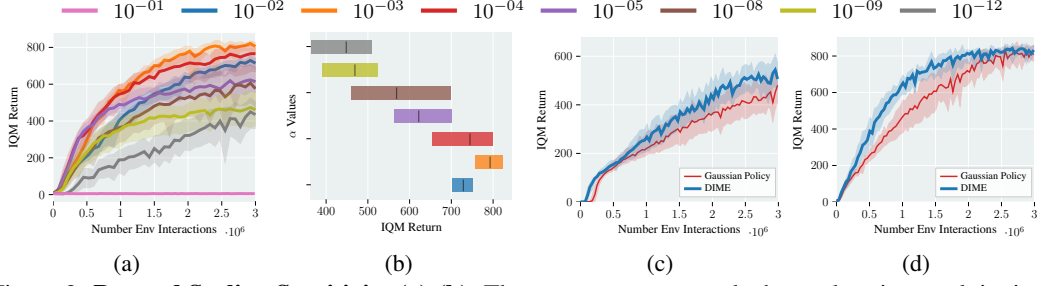 10^{-01} 10^{-02} 10^{-03} 10^{-04} 10^{-05} 10^{-08} 10^{-09} 10^{-12}
IQM Return
800
600
400
200
0
0 0.5 1 1.5 2 2.5 3
Number Env Interactions ·10^6
(a)
α Values
400 500 600 700 800
IQM Return
(b)
IQM Return
600
400
200
0
Gaussian Policy
DIME
0 0.5 1 1.5 2 2.5 3
Number Env Interactions ·10^6
(c)
IQM Return
800
600
400
200
0
Gaussian Policy
DIME
0 0.5 1 1.5 2 2.5 3
Number Env Interactions ·10^6
(d)